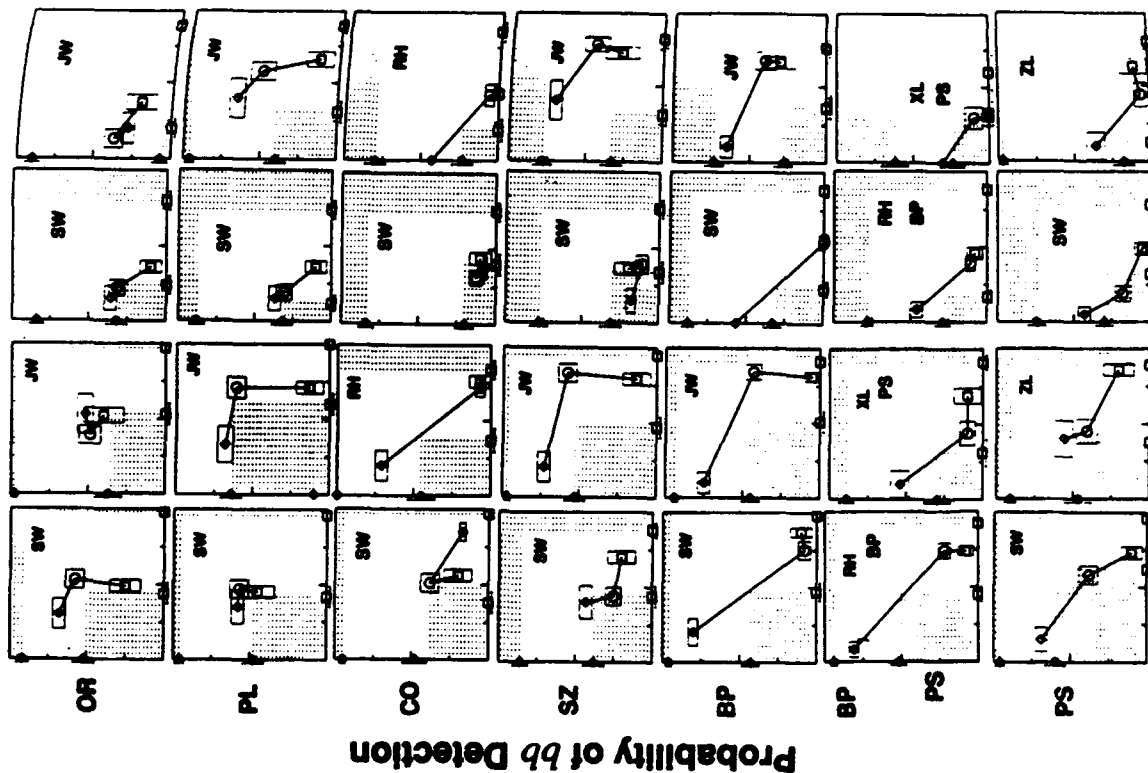 JW JW RH JW JW XL PS ZL
SW SW SW SW SW RH BP SW
JW JW RH JW JW XL PS ZL
SW SW SW SW SW RH BP SW
OR PL CO SZ BP BP PS PS
Probability of bb Detection